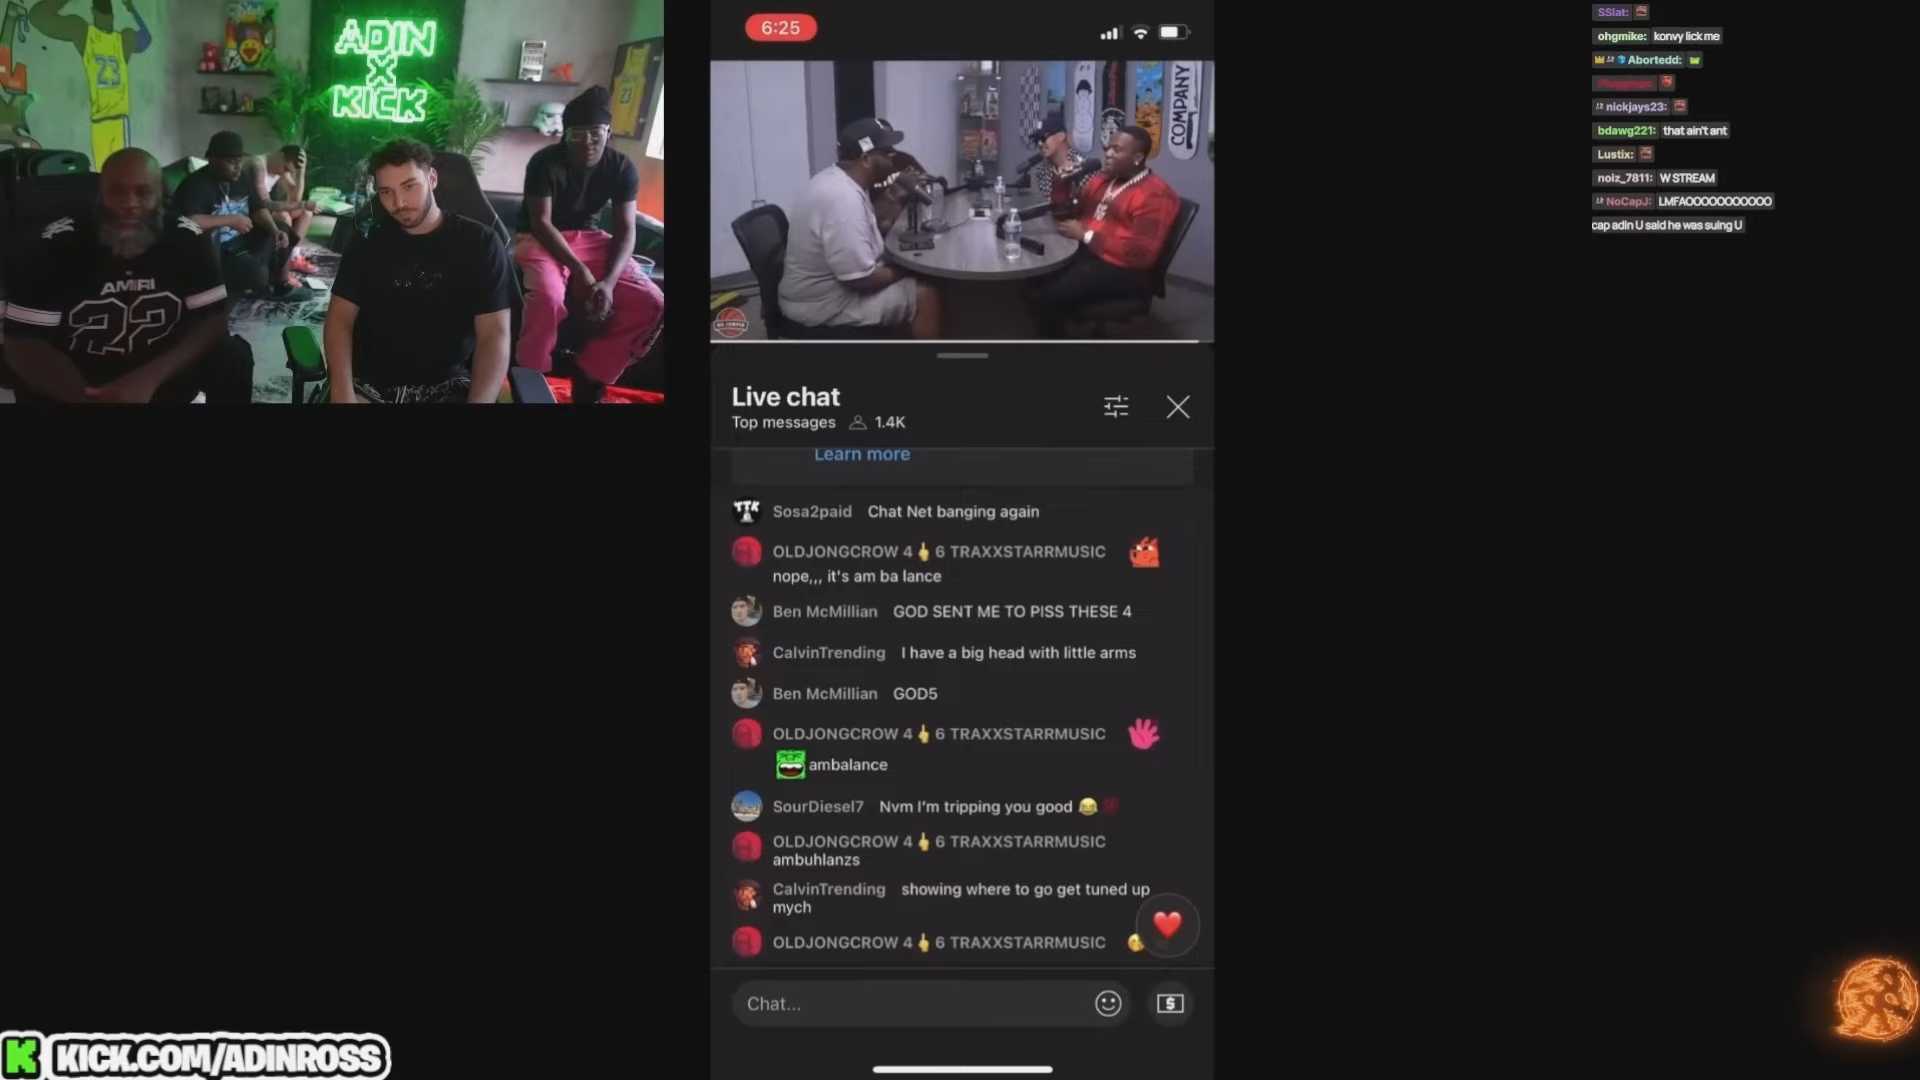 ADIN
X
KICK
23
23
AMIRI
22
6:25
COMPANY
NO JUMPER
Live chat
Top messages 1.4K
Learn more
Sosa2paid Chat Net banging again
OLDJONGCROW 4🖕6 TRAXXSTARRMUSIC
nope,,, it's am ba lance
Ben McMillian GOD SENT ME TO PISS THESE 4
CalvinTrending I have a big head with little arms
Ben McMillian GOD5
OLDJONGCROW 4🖕6 TRAXXSTARRMUSIC
ambalance
SourDiesel7 Nvm I'm tripping you good 😂💯
OLDJONGCROW 4🖕6 TRAXXSTARRMUSIC
ambuhlanzs
CalvinTrending showing where to go get tuned up
mych
OLDJONGCROW 4🖕6 TRAXXSTARRMUSIC
Chat...
SSlat:
ohgmike: konvy lick me
Abortedd:
nickjays23:
bdawg221: that ain't ant
Lustix:
noiz_7811: W STREAM
NoCapJ: LMFAOOOOOOOOOOO
cap adin U said he was suing U
KICK.COM/ADINROSS